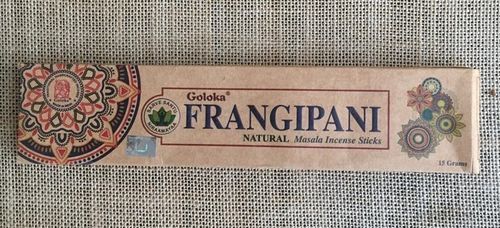 Goloka®
FRANGIPANI
NATURAL Masala Incense Sticks
15 Grams